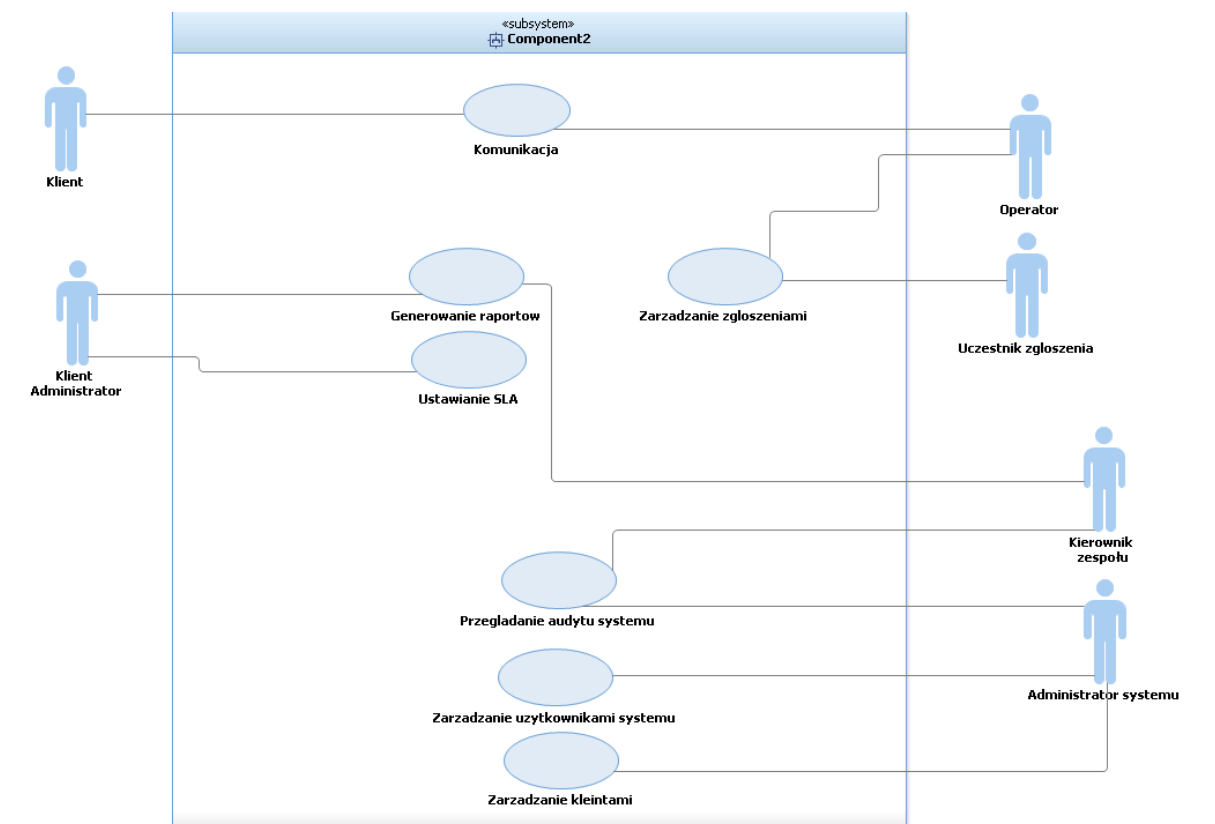 «subsystem»
Component2
Klient
Komunikacja
Operator
Generowanie raportow
Zarzadzanie zgloszeniami
Uczestnik zgloszenia
Klient
Administrator
Ustawianie SLA
Kierownik
zespołu
Przegladanie audytu systemu
Administrator systemu
Zarzadzanie uzytkownikami systemu
Zarzadzanie kleintami